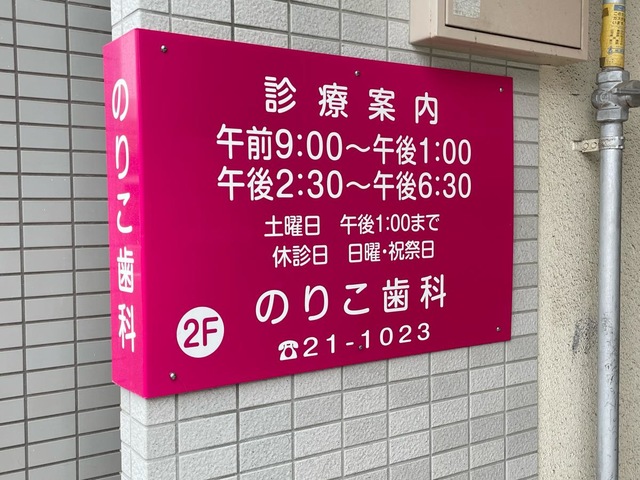 のりこ歯科
診療案内
午前9:00～午後1:00
午後2:30～午後6:30
土曜日 午後1:00まで
休診日 日曜・祝祭日
のりこ歯科
2F
☎21-1023